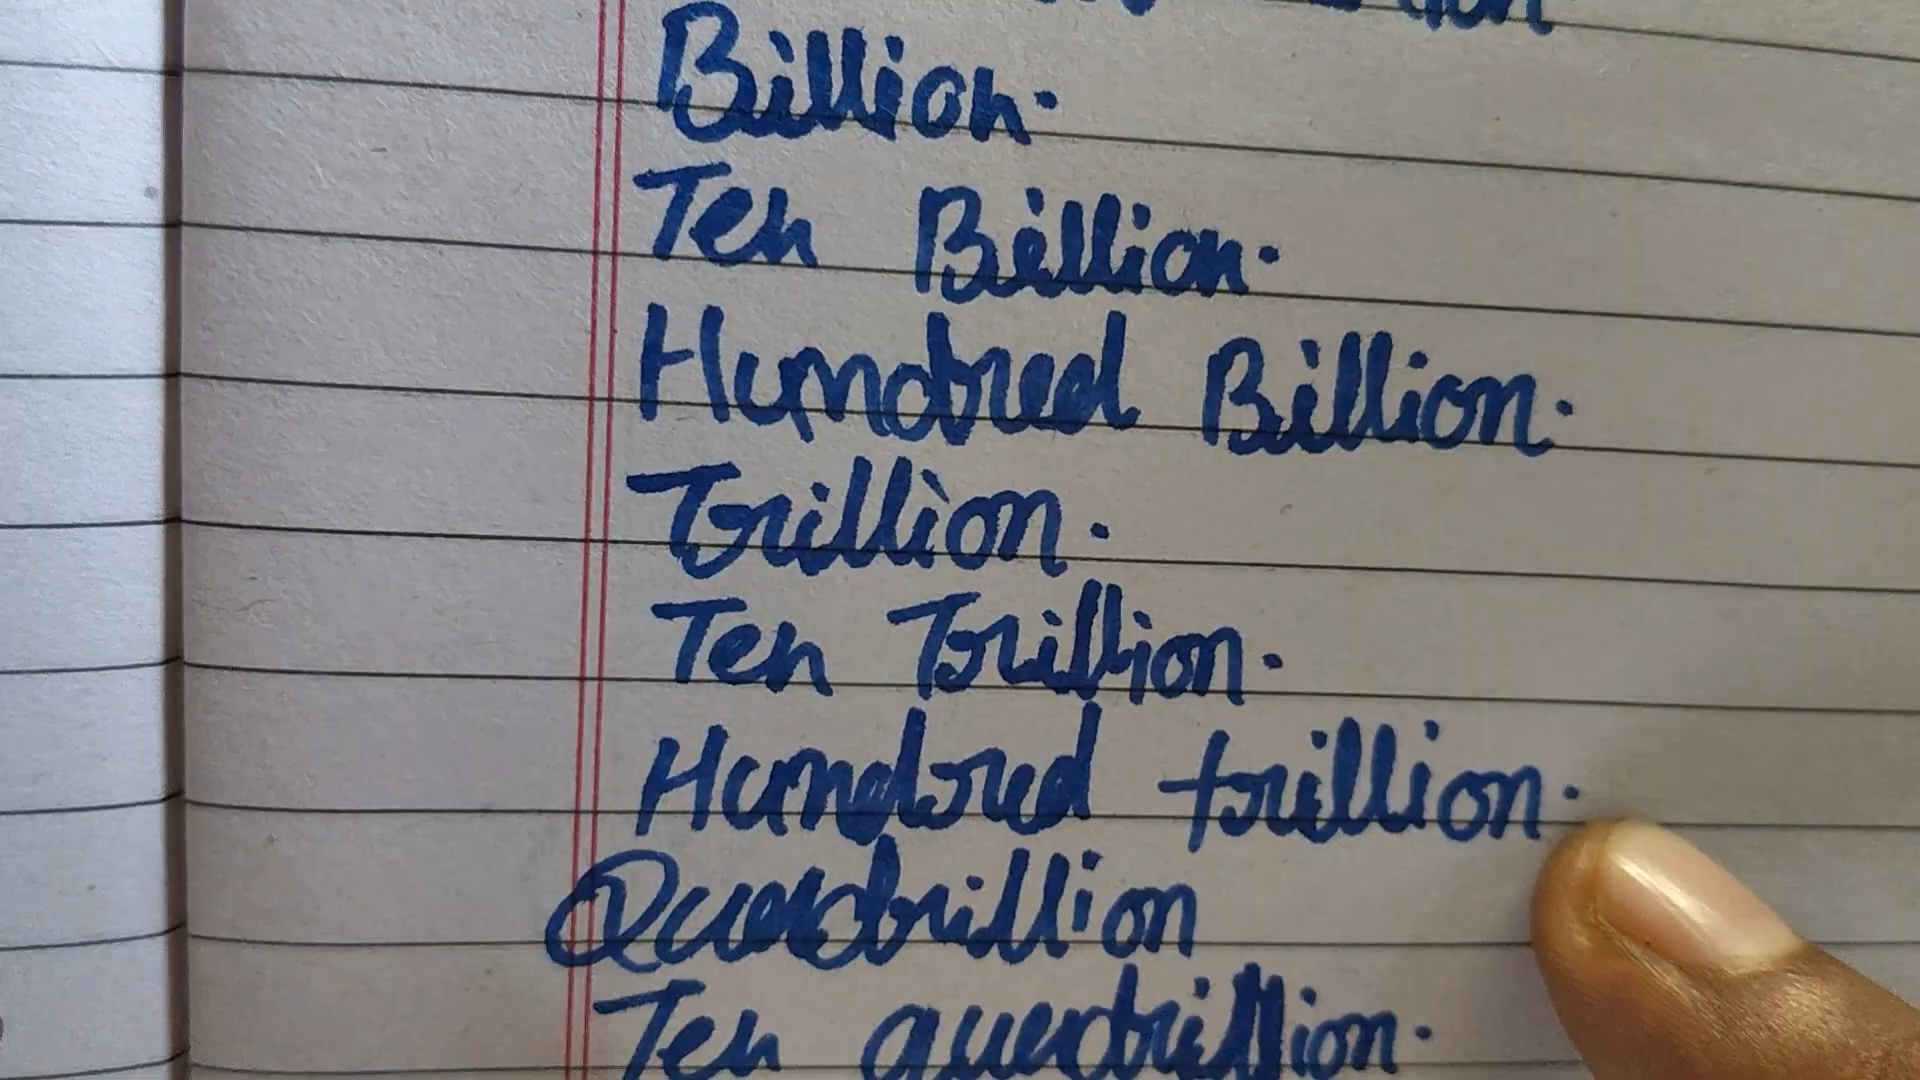 Billion.
Ten Billion.
Hundred Billion.
Trillion.
Ten Trillion.
Hundred trillion.
Quadrillion
Ten quadrillion.